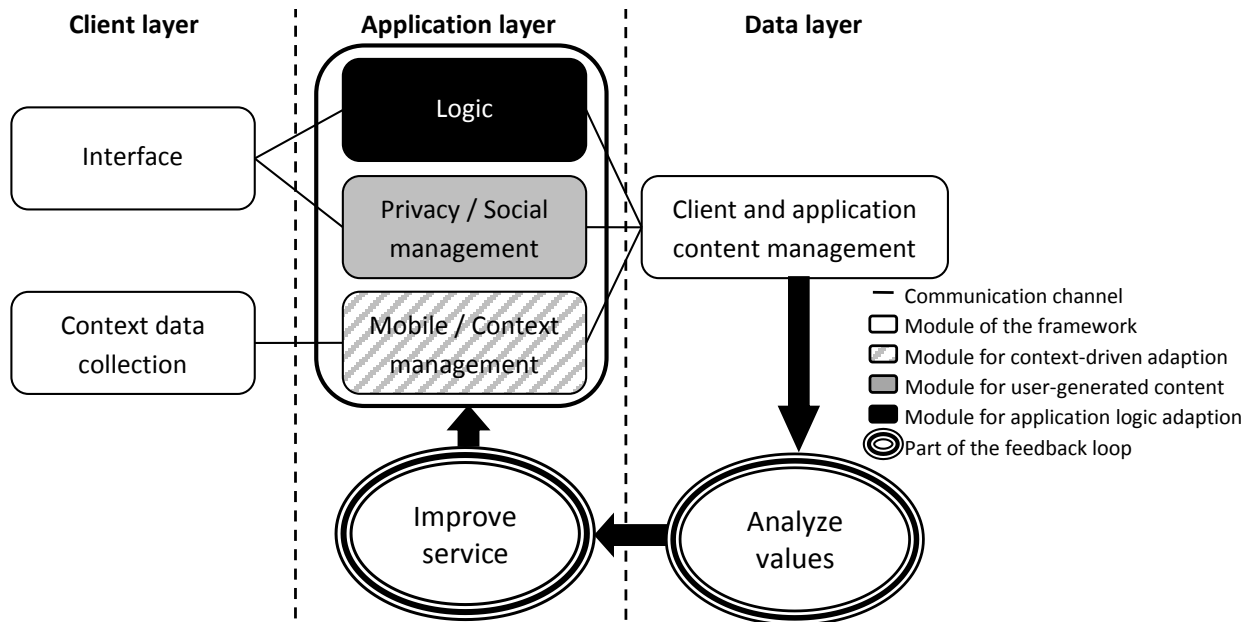 Client layer
Application layer
Data layer
Logic
Interface
Privacy / Social
management
Client and application
content management
Context data
collection
Mobile / Context
management
Communication channel
Module of the framework
Module for context-driven adaption
Module for user-generated content
Module for application logic adaption
Part of the feedback loop
Improve
service
Analyze
values